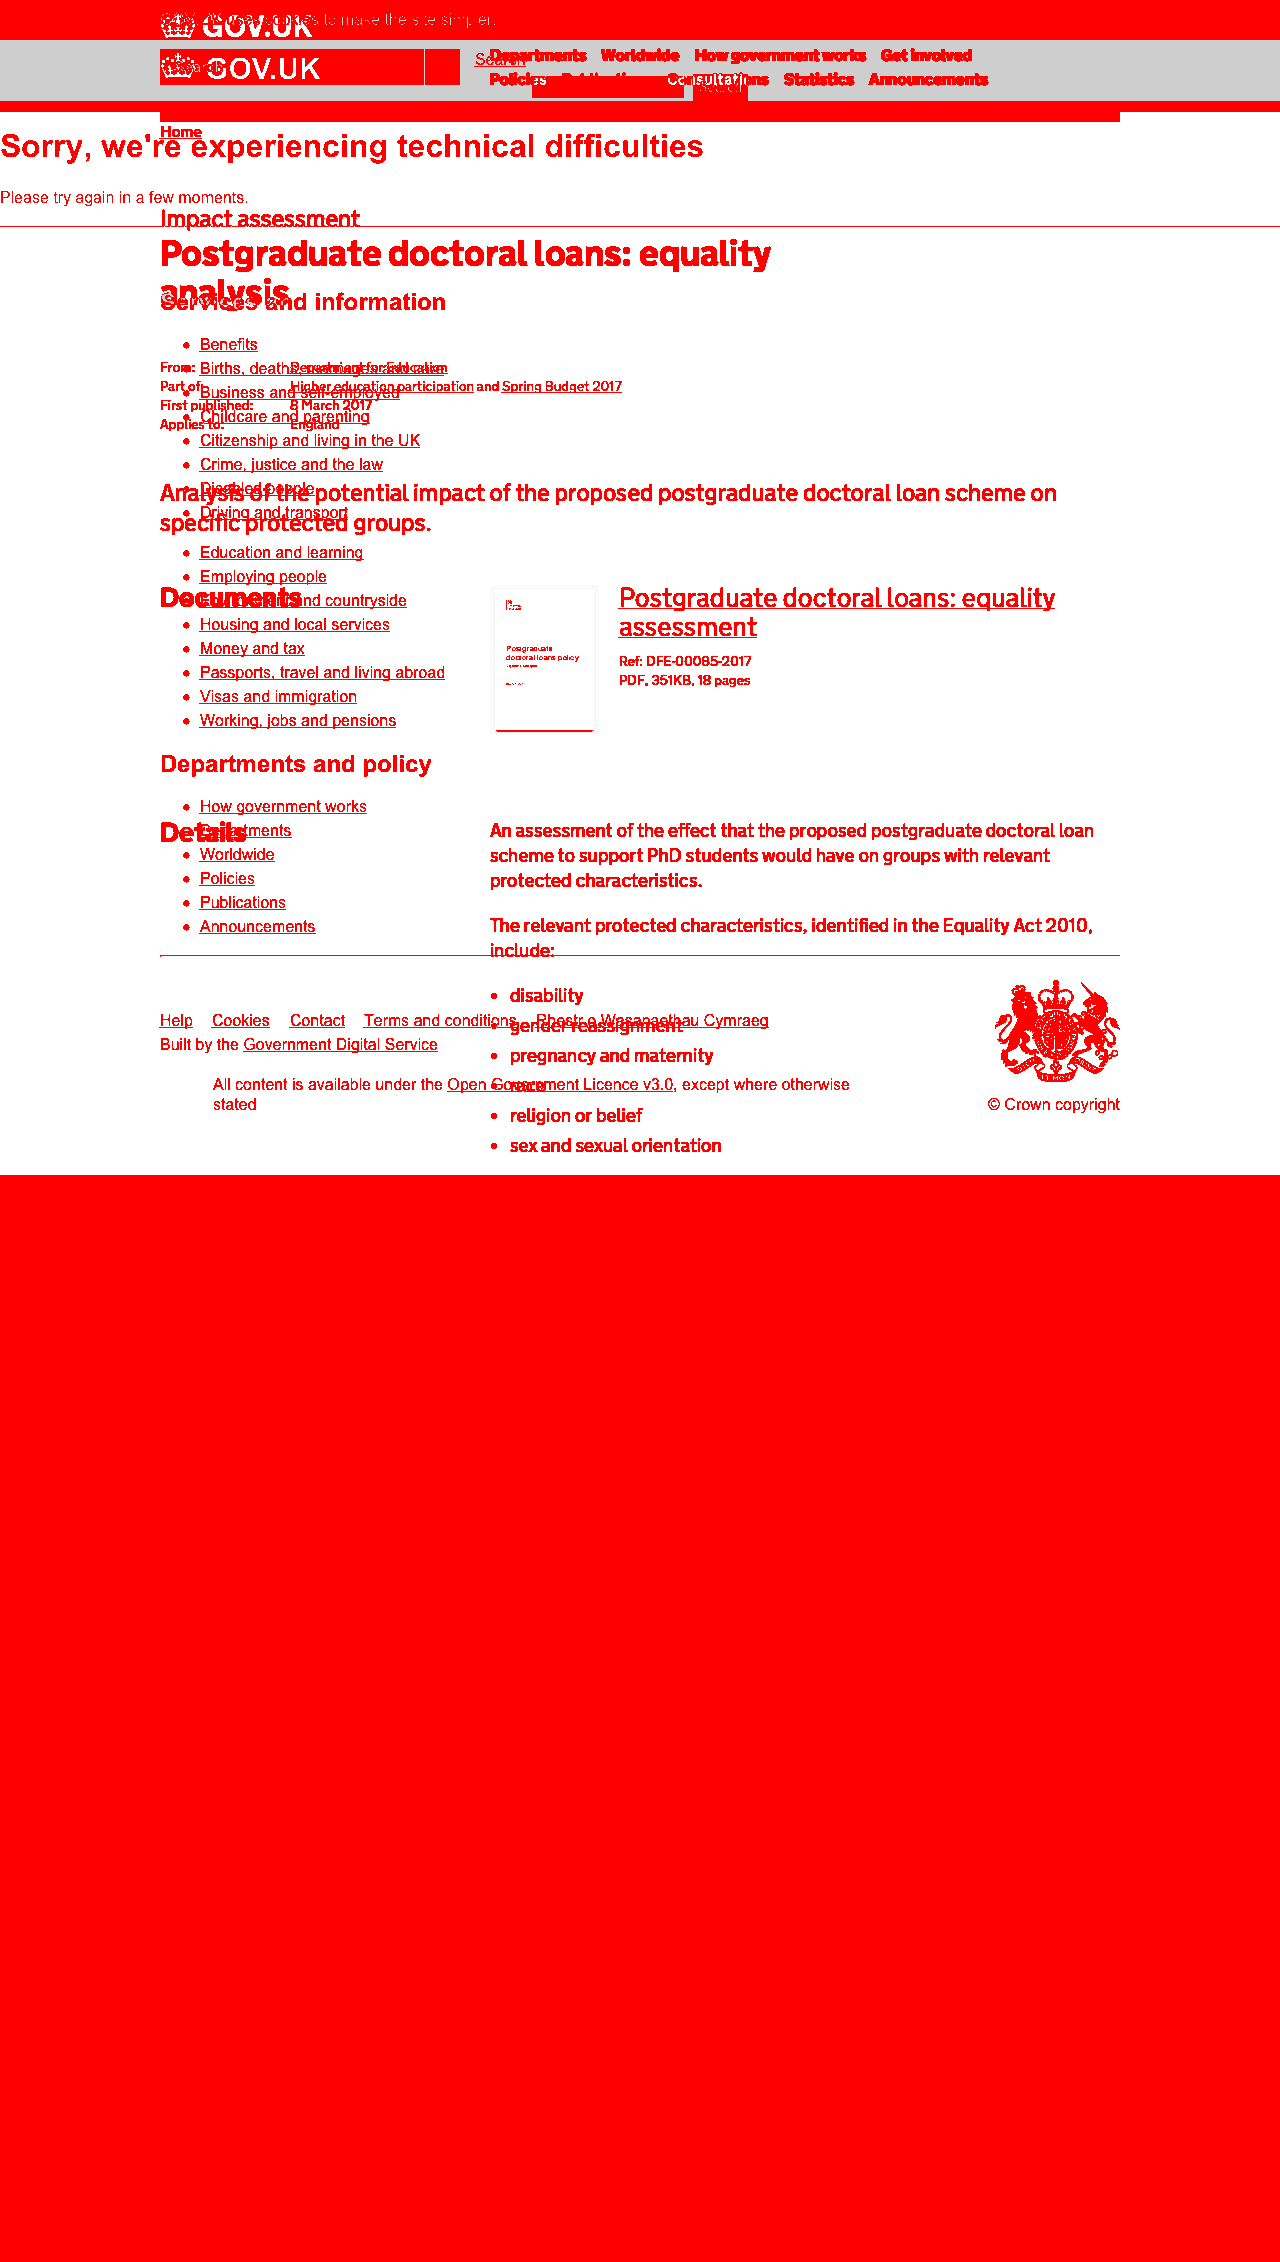 GOV.UK uses cookies to make the site simpler.
GOV.UK
GOV.UK
Search
Departments Worldwide How government works Get involved
Policies Publications Consultations Statistics Announcements
Search
Home
Sorry, we're experiencing technical difficulties
Please try again in a few moments.
Impact assessment
Postgraduate doctoral loans: equality
analysis
Services and information
Benefits
From: Department for Education
Births, deaths, marriages and care
Part of: Higher education participation and Spring Budget 2017
Business and self-employed
First published: 8 March 2017
Childcare and parenting
Applies to: England
Citizenship and living in the UK
Crime, justice and the law
Disabled people
Analysis of the potential impact of the proposed postgraduate doctoral loan scheme on
Driving and transport
specific protected groups.
Education and learning
Employing people
Documents
and countryside
Postgraduate doctoral loans: equality
assessment
Postgraduate
doctoral loans policy
Ref: DFE-00085-2017
PDF, 351KB, 18 pages
Housing and local services
Money and tax
Passports, travel and living abroad
Visas and immigration
Working, jobs and pensions
Departments and policy
How government works
Details
Departments
Worldwide
Policies
Publications
Announcements
An assessment of the effect that the proposed postgraduate doctoral loan
scheme to support PhD students would have on groups with relevant
protected characteristics.
The relevant protected characteristics, identified in the Equality Act 2010,
include:
disability
gender reassignment
pregnancy and maternity
race
religion or belief
sex and sexual orientation
Help Cookies Contact Terms and conditions Rhestr o Wasanaethau Cymraeg
Built by the Government Digital Service
All content is available under the Open Government Licence v3.0, except where otherwise
stated
© Crown copyright